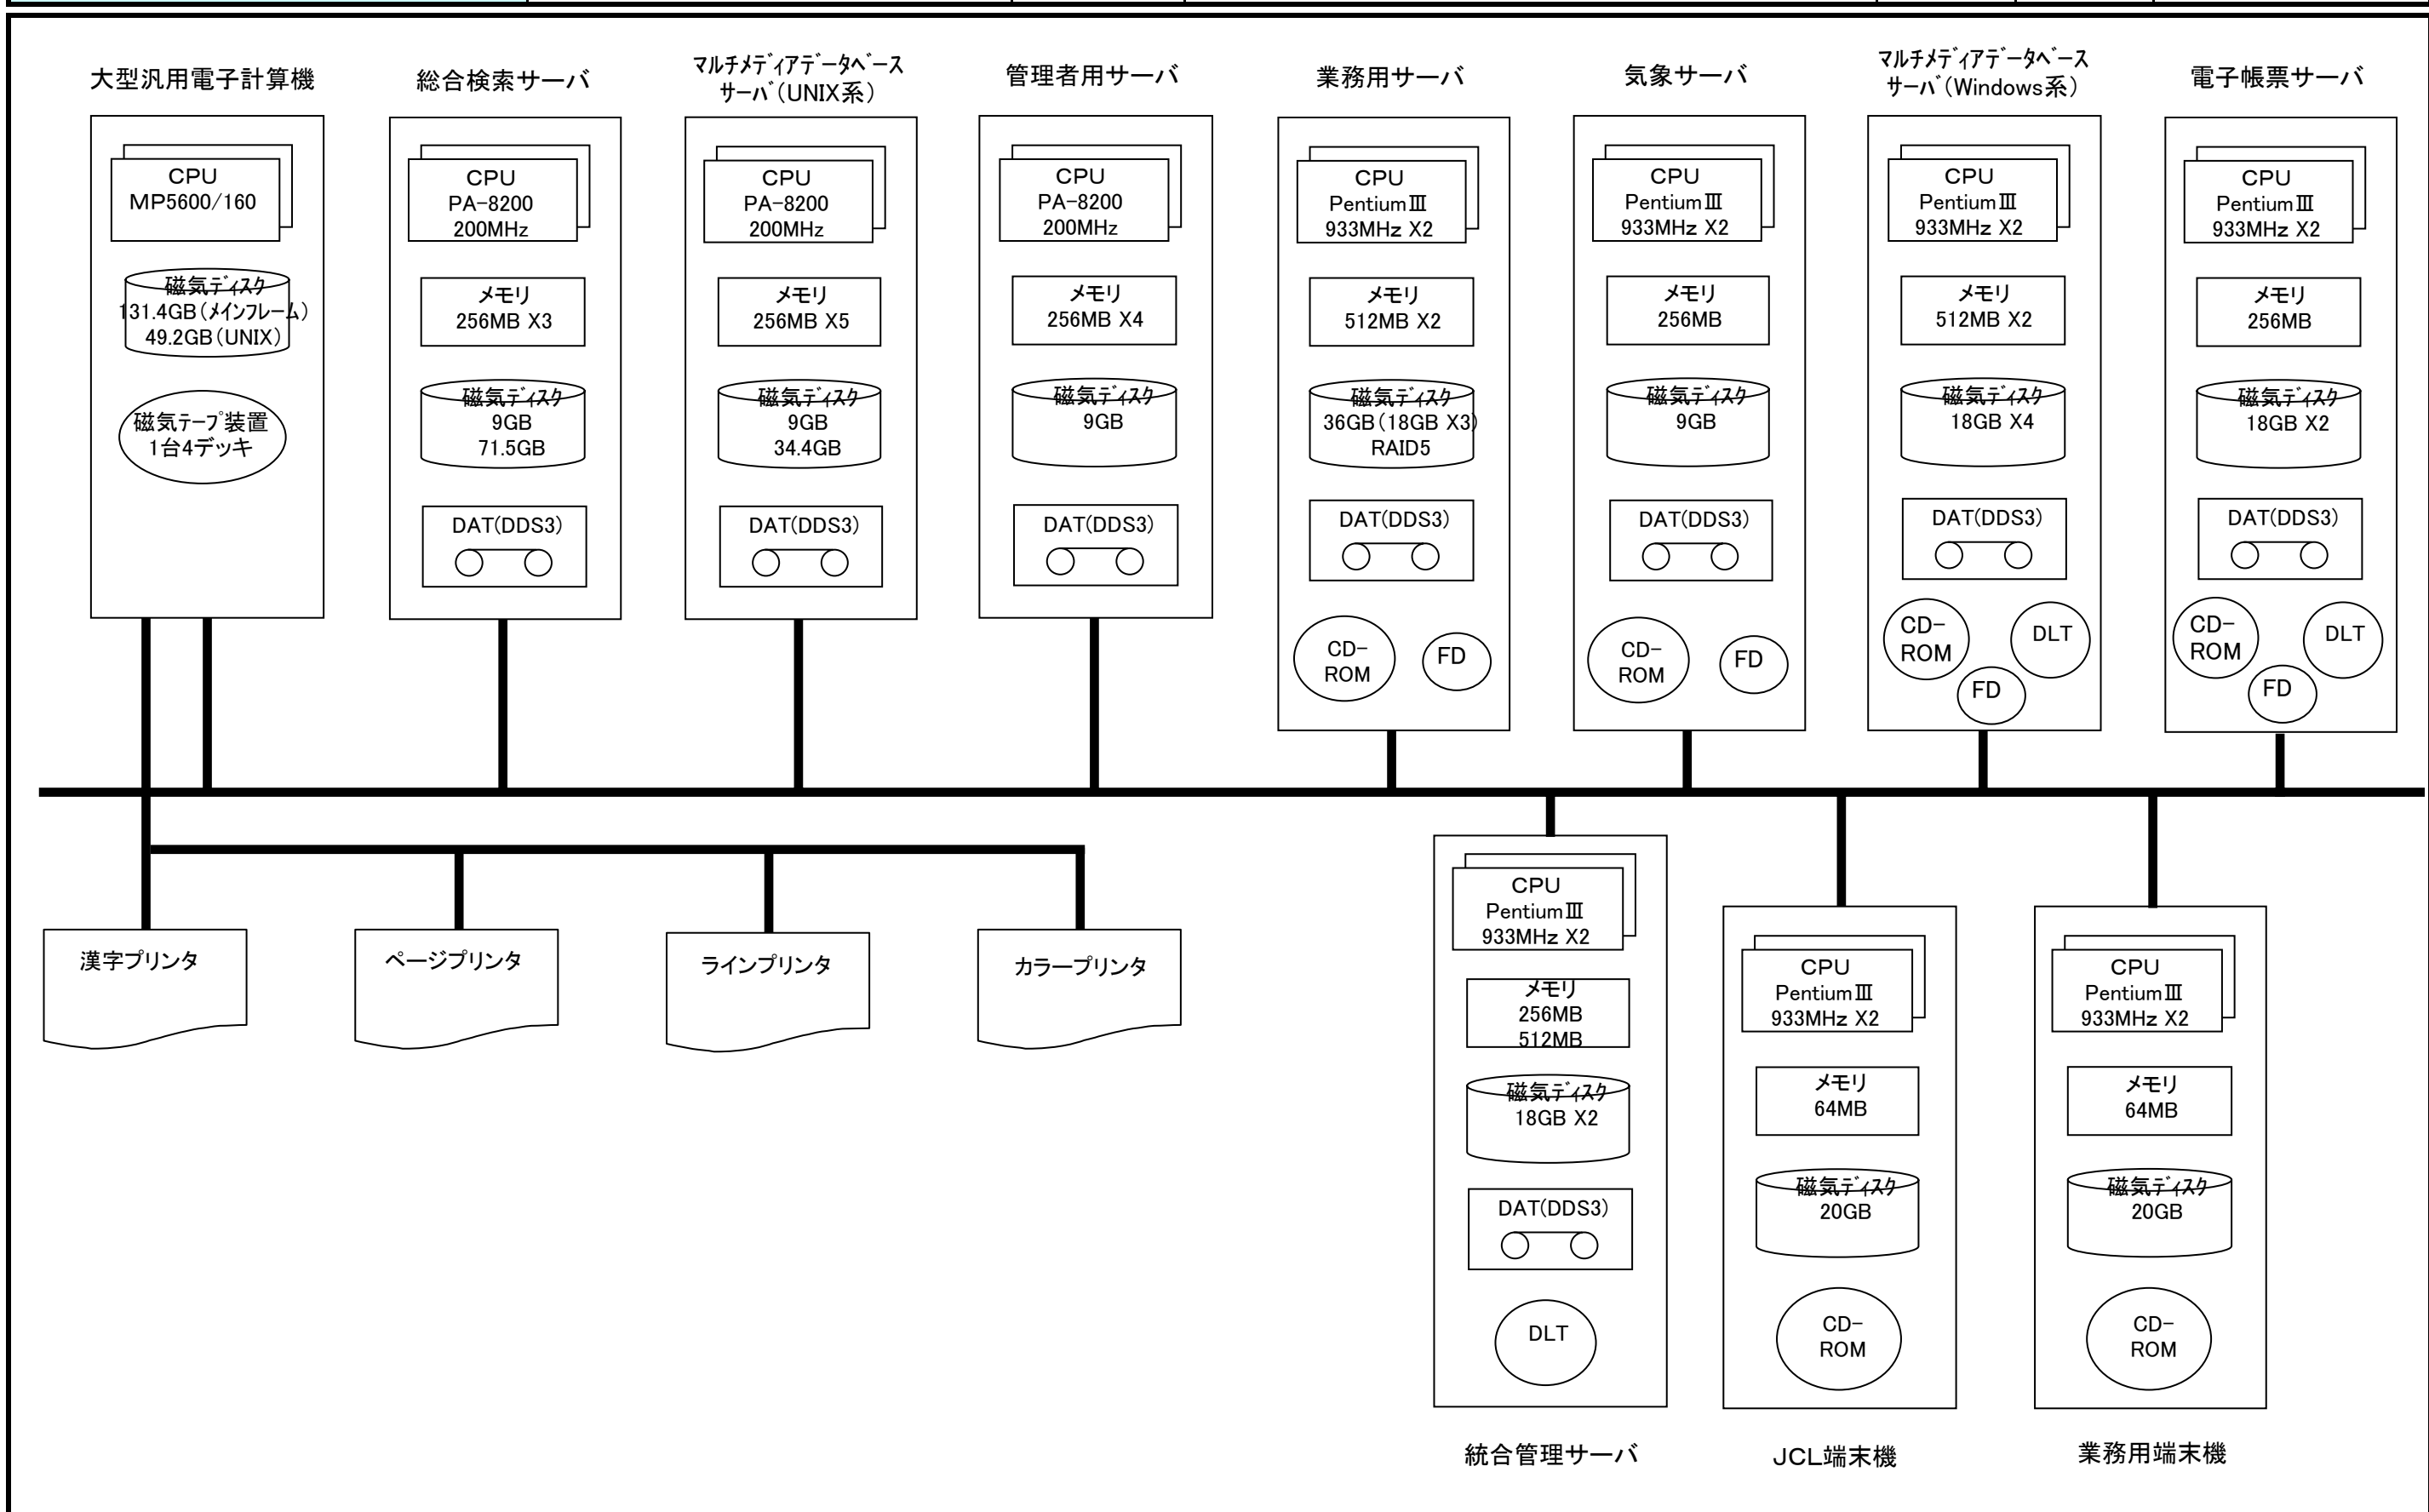 大型汎用電子計算機
CPU
MP5600/160
磁気ディスク
131.4GB(メインフレーム)
49.2GB(UNIX)
磁気テープ装置
1台4デッキ
総合検索サーバ
CPU
PA-8200
200MHz
メモリ
256MB X3
磁気ディスク
9GB
71.5GB
DAT(DDS3)
マルチメディアデータベース
サーバ(UNIX系)
CPU
PA-8200
200MHz
メモリ
256MB X5
磁気ディスク
9GB
34.4GB
DAT(DDS3)
管理者用サーバ
CPU
PA-8200
200MHz
メモリ
256MB X4
磁気ディスク
9GB
DAT(DDS3)
業務用サーバ
CPU
PentiumⅢ
933MHz X2
メモリ
512MB X2
磁気ディスク
36GB(18GB X3)
RAID5
DAT(DDS3)
CD-
ROM
FD
気象サーバ
CPU
PentiumⅢ
933MHz X2
メモリ
256MB
磁気ディスク
9GB
DAT(DDS3)
CD-
ROM
FD
マルチメディアデータベース
サーバ(Windows系)
CPU
PentiumⅢ
933MHz X2
メモリ
512MB X2
磁気ディスク
18GB X4
DAT(DDS3)
CD-
ROM
DLT
FD
電子帳票サーバ
CPU
PentiumⅢ
933MHz X2
メモリ
256MB
磁気ディスク
18GB X2
DAT(DDS3)
CD-
ROM
DLT
FD
漢字プリンタ
ページプリンタ
ラインプリンタ
カラープリンタ
CPU
PentiumⅢ
933MHz X2
メモリ
256MB
512MB
磁気ディスク
18GB X2
DAT(DDS3)
DLT
統合管理サーバ
CPU
PentiumⅢ
933MHz X2
メモリ
64MB
磁気ディスク
20GB
CD-
ROM
JCL端末機
CPU
PentiumⅢ
933MHz X2
メモリ
64MB
磁気ディスク
20GB
CD-
ROM
業務用端末機